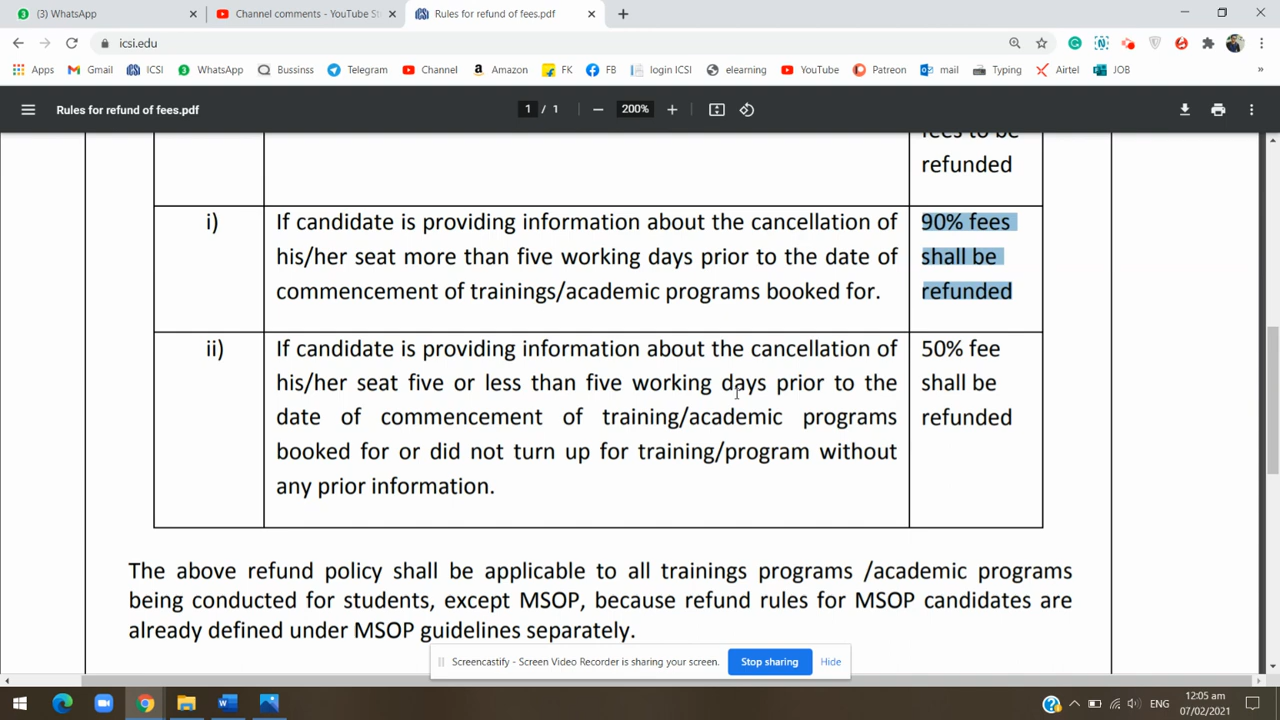 WhatsApp
Channel comments - YouTube St
Rules for refund of fees.pdf
icsi.edu
Apps
Gmail
ICSI
WhatsApp
Bussinss
Telegram
Channel
Amazon
FK
FB
login ICSI
elearning
YouTube
Patreon
mail
Typing
Airtel
JOB
Rules for refund of fees.pdf
1 / 1
200%
fees to be
refunded
i)
If candidate is providing information about the cancellation of
his/her seat more than five working days prior to the date of
commencement of trainings/academic programs booked for.
90% fees
shall be
refunded
ii)
If candidate is providing information about the cancellation of
his/her seat five or less than five working days prior to the
date of commencement of training/academic programs
booked for or did not turn up for training/program without
any prior information.
50% fee
shall be
refunded
The above refund policy shall be applicable to all trainings programs /academic programs
being conducted for students, except MSOP, because refund rules for MSOP candidates are
already defined under MSOP guidelines separately.
Screencastify - Screen Video Recorder is sharing your screen.
Stop sharing
Hide
ENG
12:05 am
07/02/2021